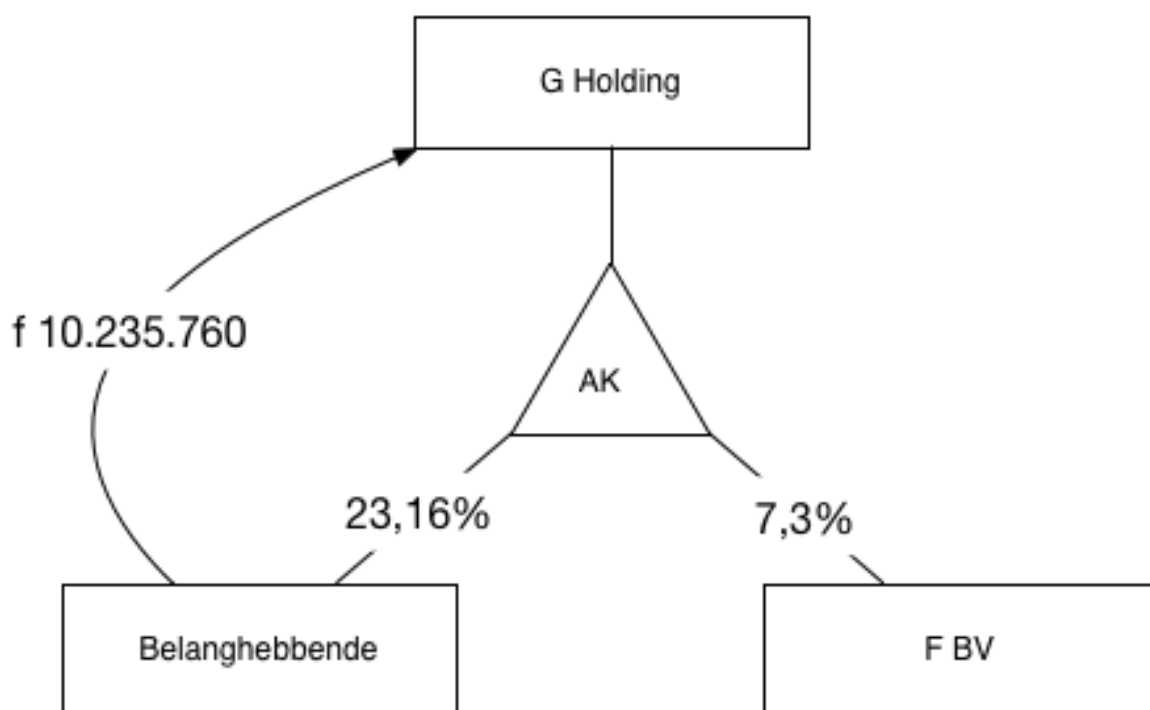 G Holding
f 10.235.760
AK
23,16%
7,3%
Belanghebbende
F BV